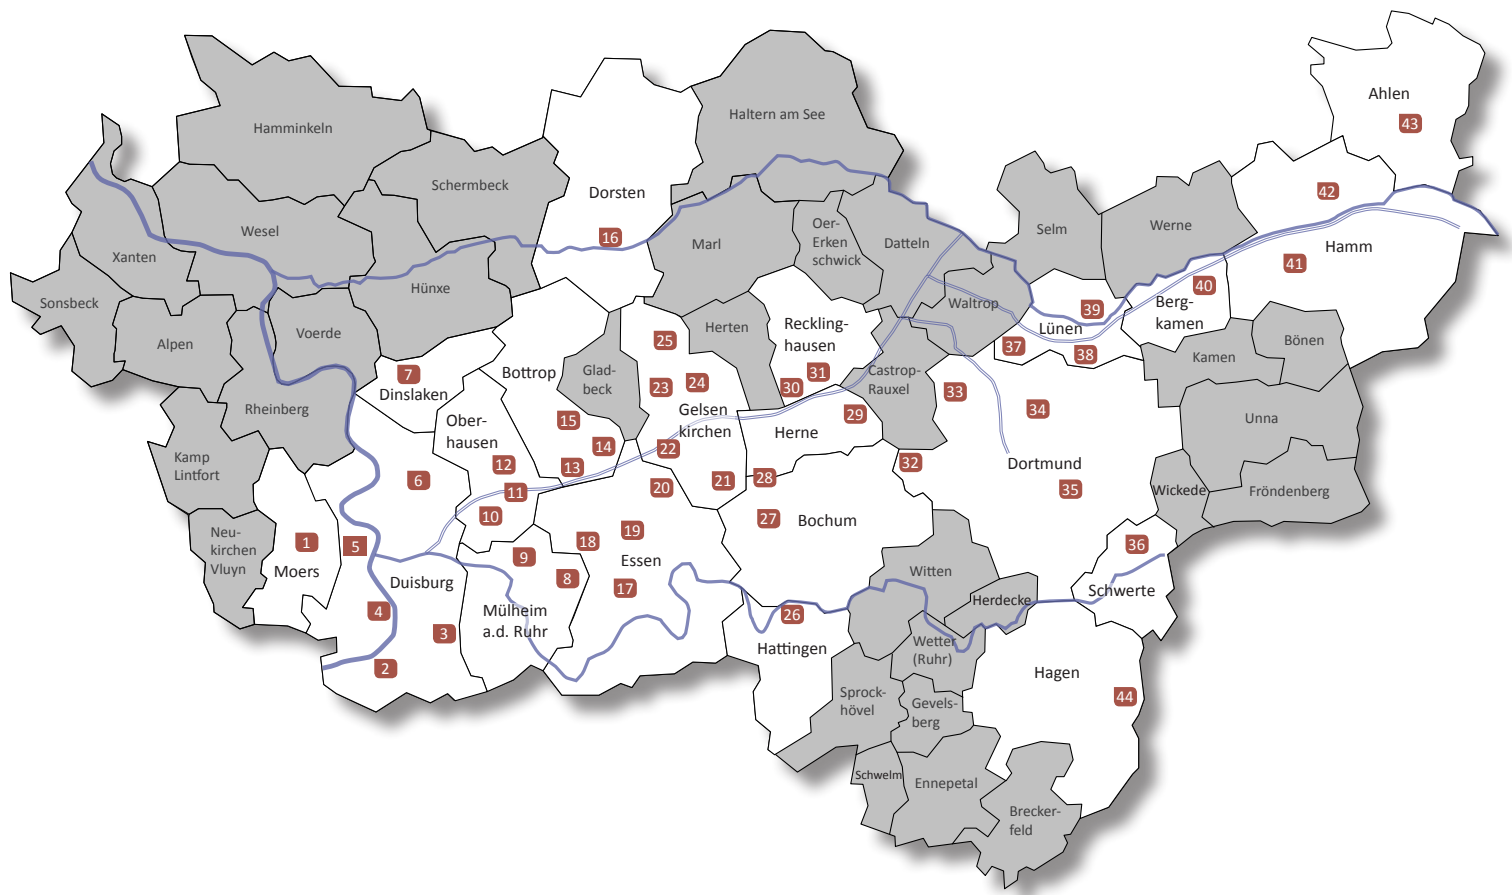 Ahlen
43
Haltern am See
Hamminkeln
Schermbeck
Dorsten
16
42
Hamm
41
Werne
Selm
Wesel
Xanten
Marl
Oer-
Erken
schwick
Datteln
Sonsbeck
Hünxe
Waltrop
40
Berg-
kamen
39
Lünen
37
38
Alpen
Voerde
Herten
Reckling-
hausen
31
30
25
Kamen
Bönen
7
Dinslaken
Bottrop
Glad-
beck
23
24
Gelsen
kirchen
Castrop-
Rauxel
33
34
Rheinberg
Ober-
hausen
15
14
22
29
Herne
Unna
Kamp
Lintfort
6
12
13
11
10
20
21
28
32
Dortmund
35
Wickede
Fröndenberg
Neu-
kirchen
Vluyn
1
Moers
5
9
18
19
Essen
27
Bochum
36
Schwerte
Duisburg
8
17
Witten
Herdecke
4
3
2
Mülheim
a.d. Ruhr
26
Hattingen
Wetter
(Ruhr)
Hagen
44
Sprock-
hövel
Gevels-
berg
Schwelm
Ennepetal
Brecker-
feld